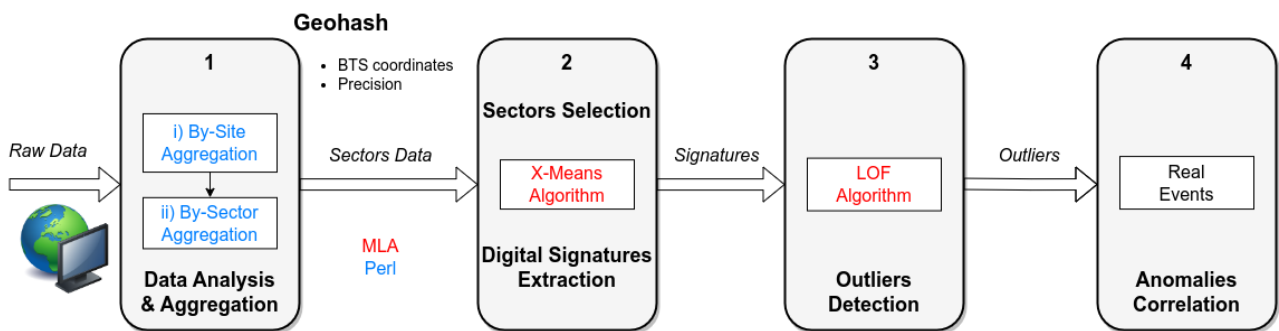 Geohash
• BTS coordinates
• Precision
Raw Data
1
i) By-Site
Aggregation
ii) By-Sector
Aggregation
Data Analysis
& Aggregation
Sectors Data
MLA
Perl
2
Sectors Selection
X-Means
Algorithm
Digital Signatures
Extraction
Signatures
3
LOF
Algorithm
Outliers
Detection
Outliers
4
Real
Events
Anomalies
Correlation